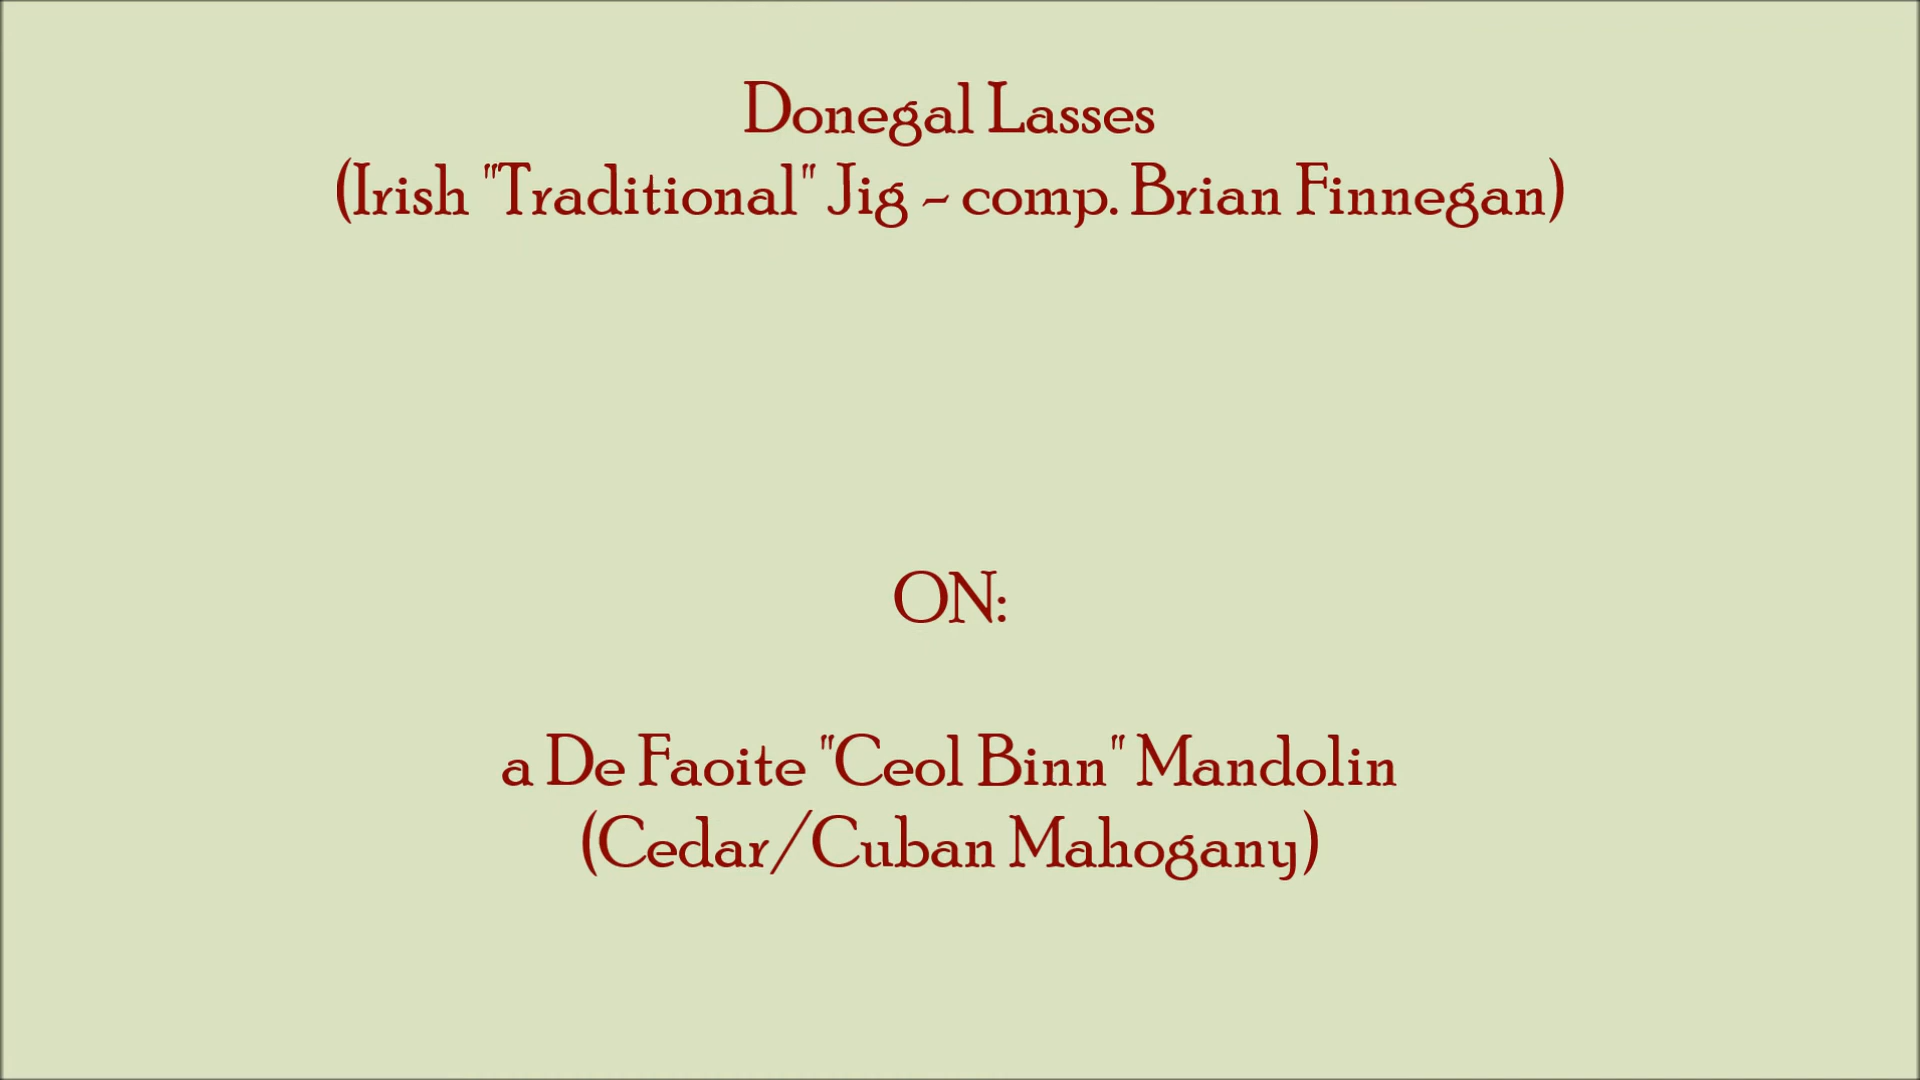 Donegal Lasses
(Irish "Traditional" Jig - comp. Brian Finnegan)
ON:
a De Faoite "Ceol Binn" Mandolin
(Cedar/Cuban Mahogany)